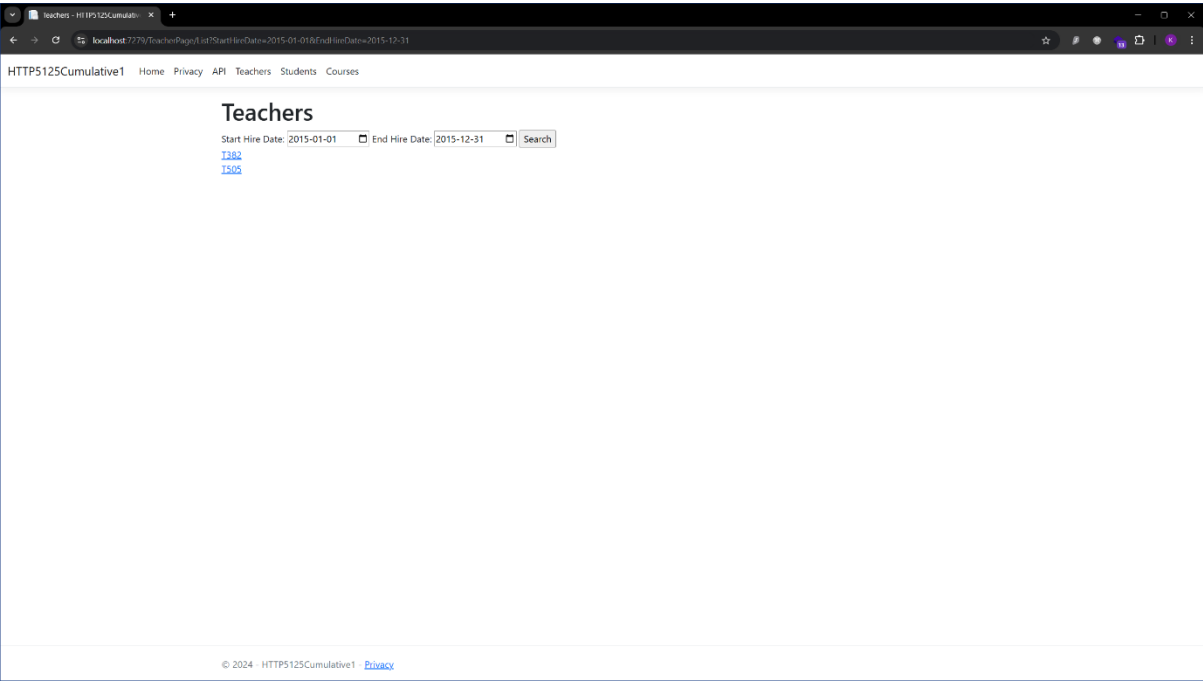 Teachers - HTTP5125Cumulativ
localhost:7279/TeacherPage/List?StartHireDate=2015-01-01&EndHireDate=2015-12-31
HTTP5125Cumulative1 Home Privacy API Teachers Students Courses
Teachers
Start Hire Date: 2015-01-01 End Hire Date: 2015-12-31 Search
T382
T505
© 2024 - HTTP5125Cumulative1 - Privacy